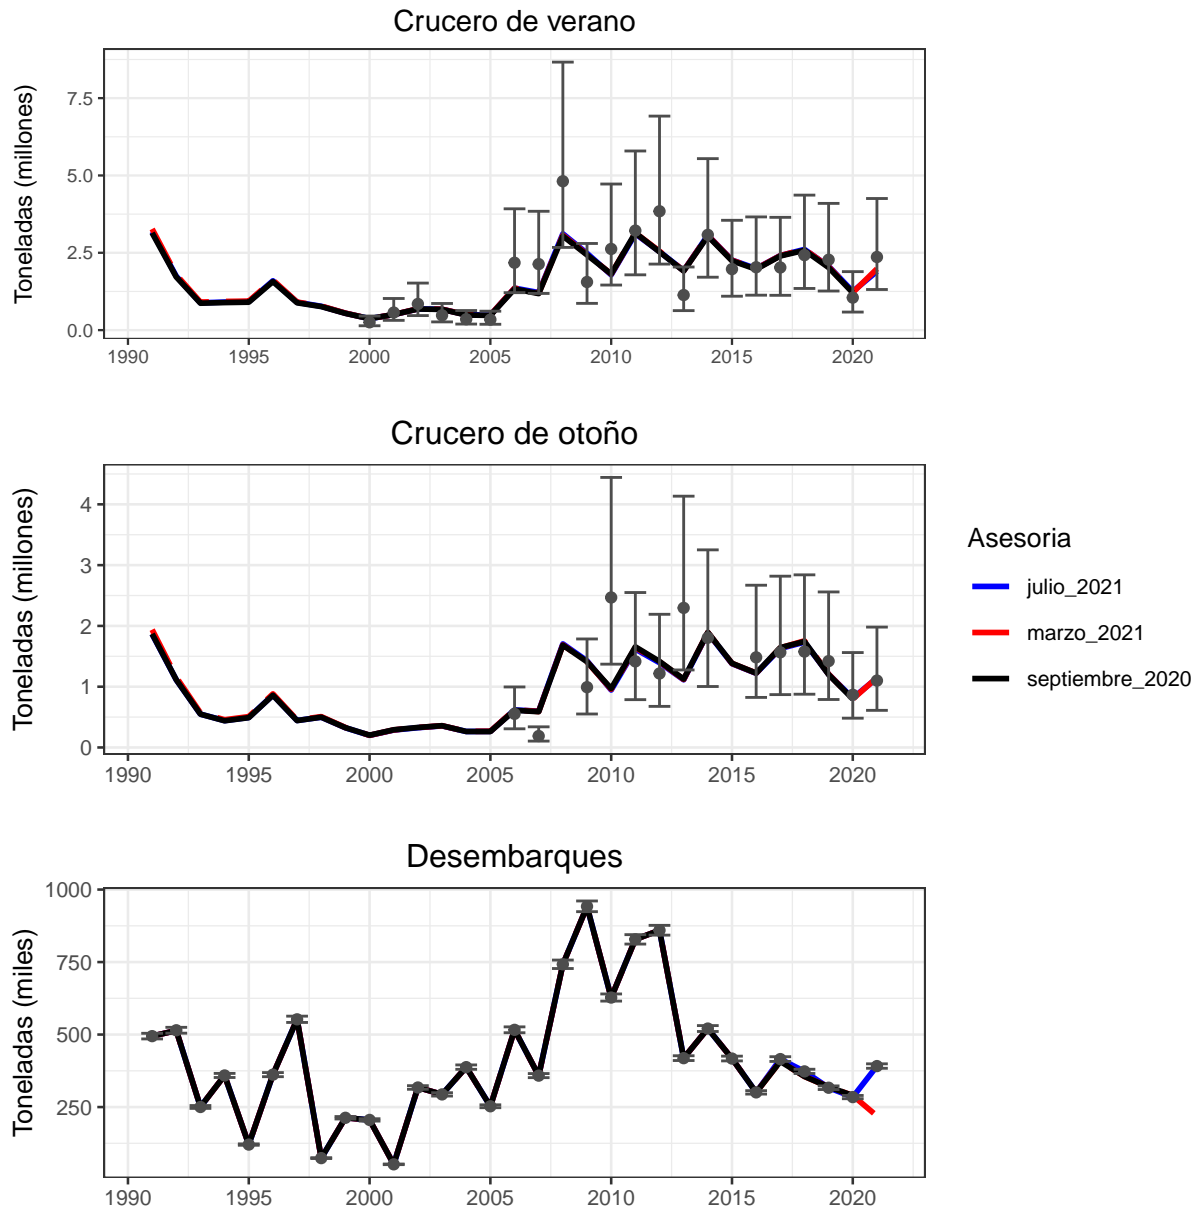 Crucero de verano
Toneladas (millones)
7.5
5.0
2.5
0.0
1990 1995 2000 2005 2010 2015 2020
Crucero de otoño
Toneladas (millones)
4
3
2
1
0
1990 1995 2000 2005 2010 2015 2020
Asesoria
julio_2021
marzo_2021
septiembre_2020
Desembarques
Toneladas (miles)
1000
750
500
250
1990 1995 2000 2005 2010 2015 2020